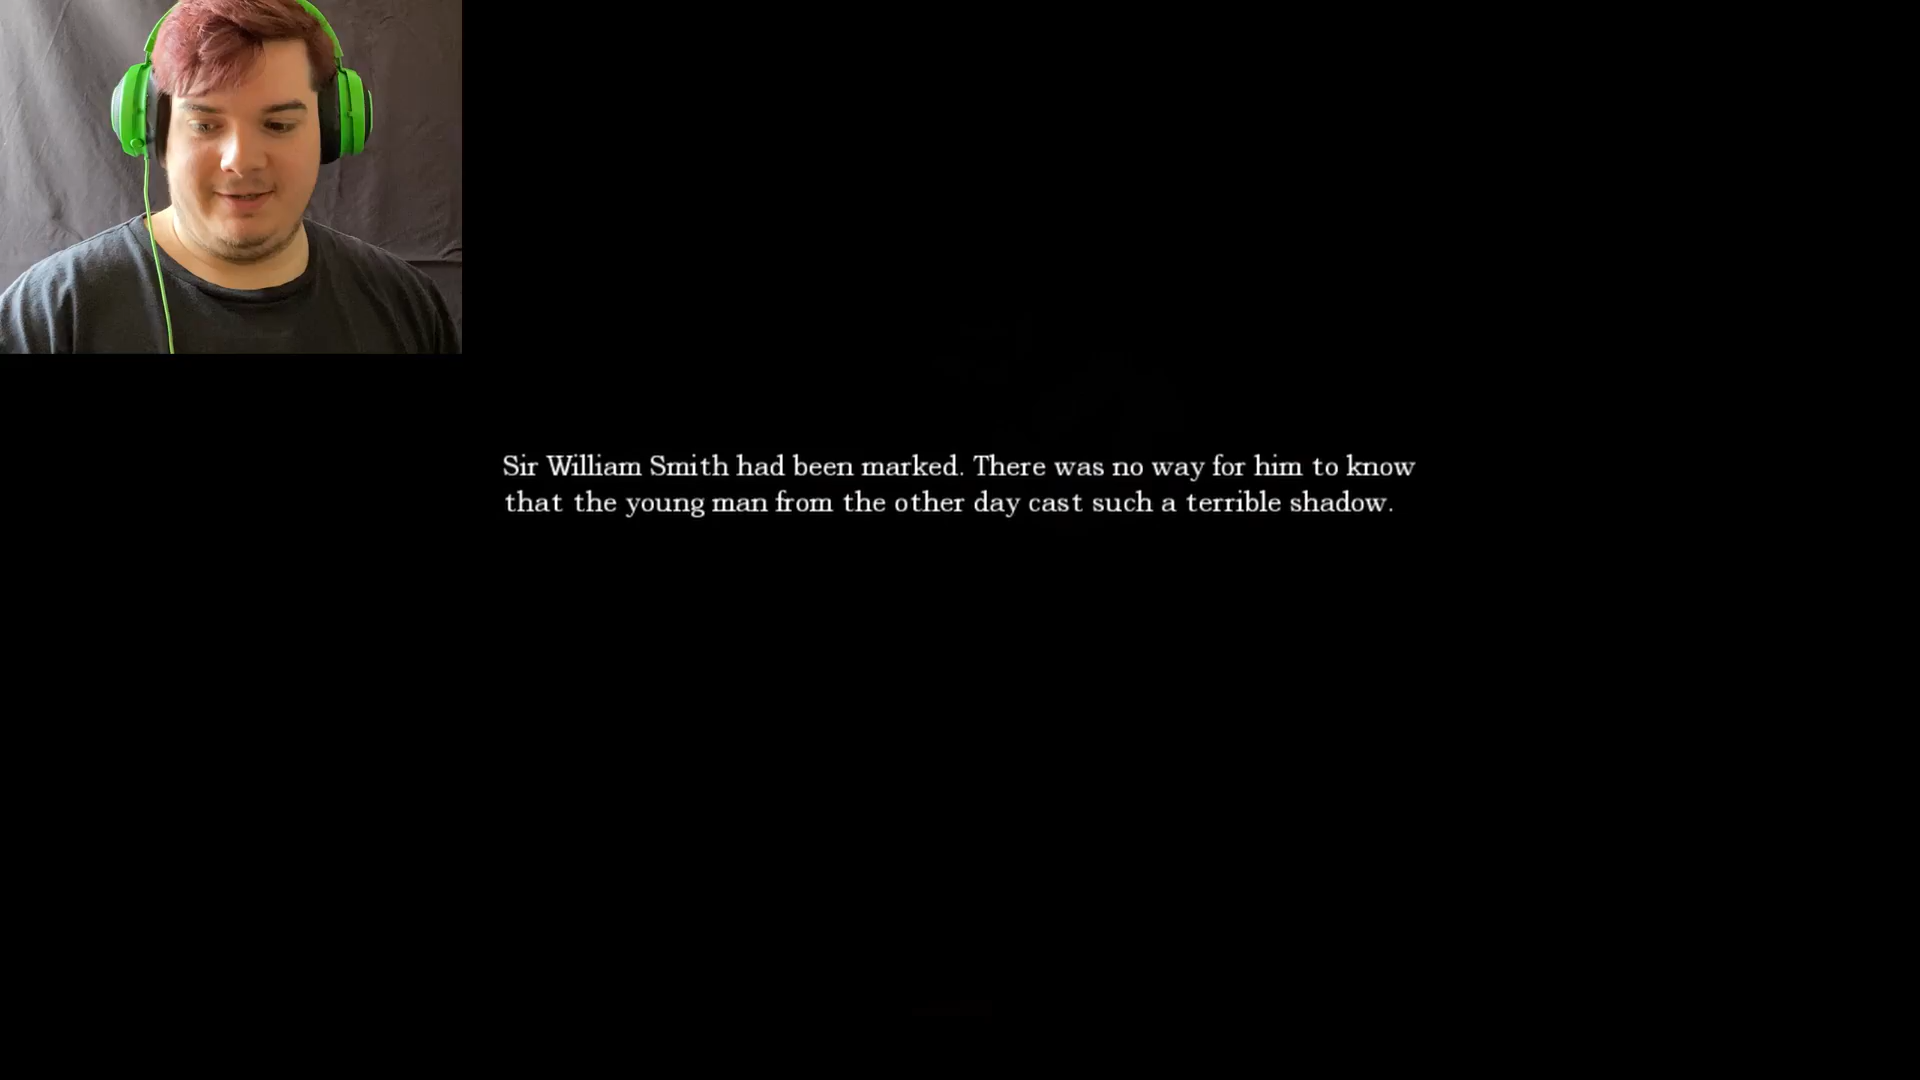 Sir William Smith had been marked. There was no way for him to know
that the young man from the other day cast such a terrible shadow.